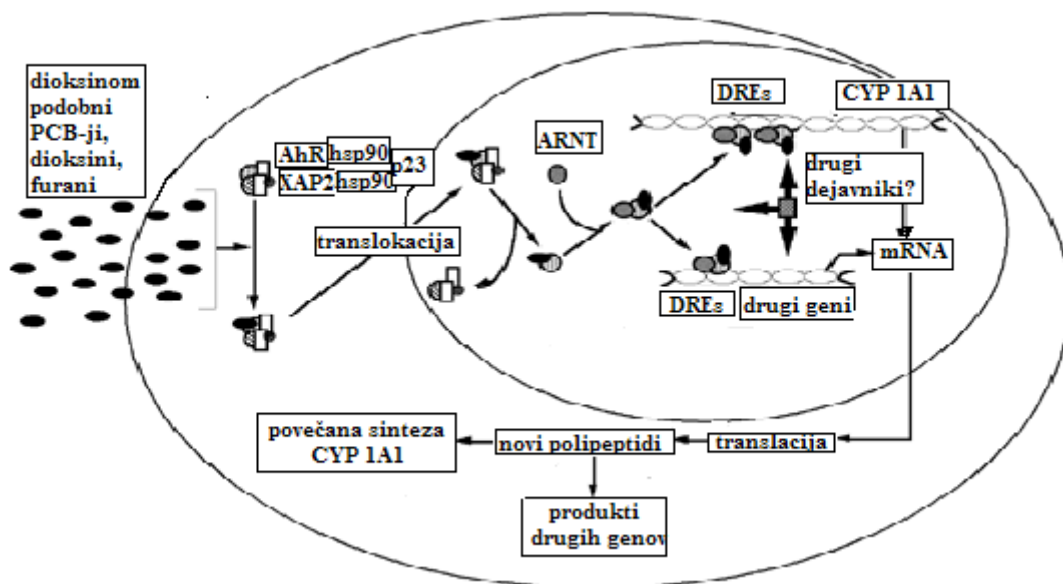 dioksinom
podobni
PCB-ji,
dioksini,
furani
AhR
hsp90
p23
XAP2
hsp90
translokacija
ARNT
DREs
CYP 1A1
drugi
dejavniki?
mRNA
DREs
drugi geni
translacija
novi polipeptidi
povečana sinteza
CYP 1A1
produkti
drugih genov